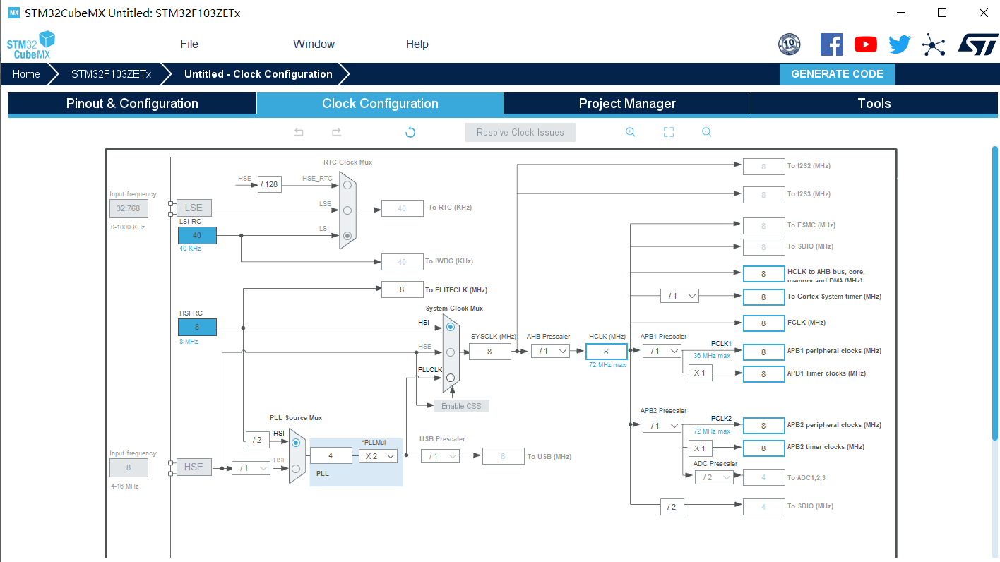 MX STM32CubeMX Untitled: STM32F103ZETx
STM32
CubeMX
File Window Help
10 YEARS
ST
Home STM32F103ZETx Untitled - Clock Configuration GENERATE CODE
Pinout & Configuration Clock Configuration Project Manager Tools
Resolve Clock Issues
RTC Clock Mux
HSE / 128 HSE_RTC
8 To I2S2 (MHz)
Input frequency
32.768
0-1000 KHz
LSE
LSE
40 To RTC (KHz)
8 To I2S3 (MHz)
LSI RC
40
40 KHz
LSI
8 To FSMC (MHz)
8 To SDIO (MHz)
40 To IWDG (KHz)
8 HCLK to AHB bus, core,
memory and DMA (MHz)
8 To FLITFCLK (MHz)
/ 1 8 To Cortex System timer (MHz)
System Clock Mux
HSI RC
8
8 MHz
HSI
8 FCLK (MHz)
HSE
SYSCLK (MHz) AHB Prescaler HCLK (MHz) APB1 Prescaler
8 / 1 8 / 1
72 MHz max
PCLK1
36 MHz max
8 APB1 peripheral clocks (MHz)
PLLCLK
X 1 8 APB1 Timer clocks (MHz)
Enable CSS
PLL Source Mux
APB2 Prescaler
/ 1
PCLK2
72 MHz max
8 APB2 peripheral clocks (MHz)
/ 2 HSI
*PLLMul
USB Prescaler
X 1 8 APB2 timer clocks (MHz)
Input frequency
8
4-16 MHz
HSE
/ 1 HSE
4 X 2
PLL
/ 1 8 To USB (MHz)
ADC Prescaler
/ 2 4 To ADC1,2,3
/ 2 4 To SDIO (MHz)